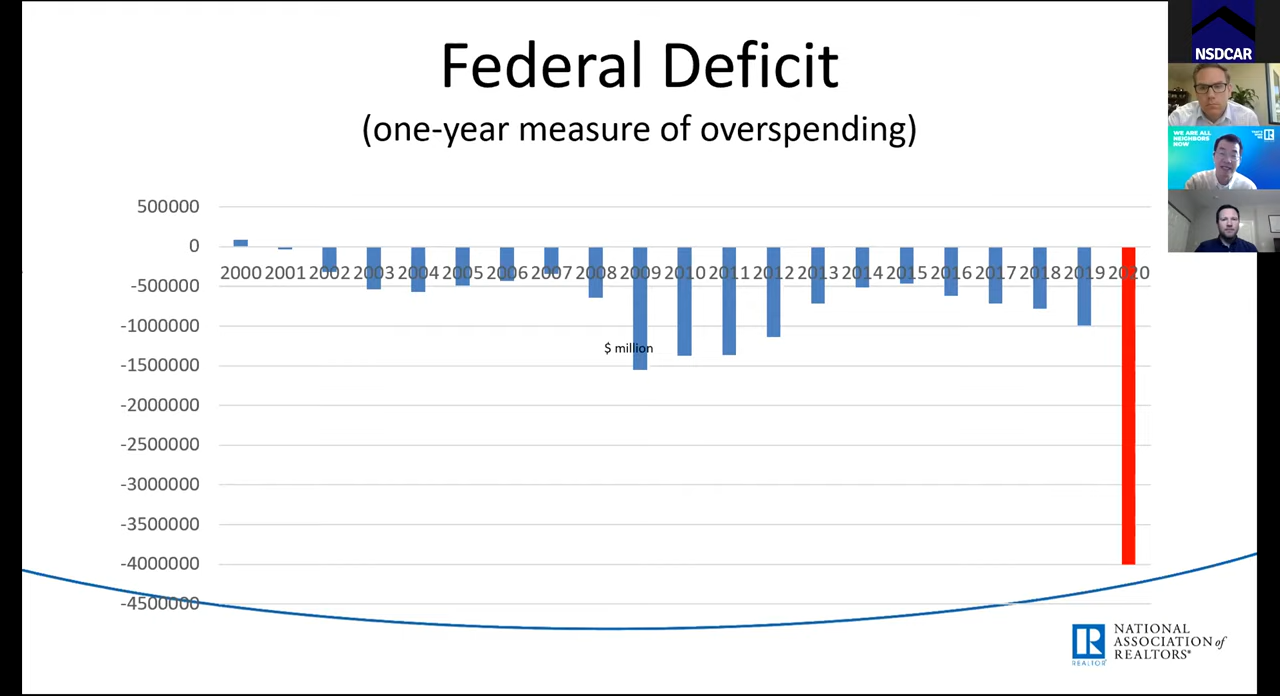 Federal Deficit
(one-year measure of overspending)
500000
0
2000 2001 2002 2003 2004 2005 2006 2007 2008 2009 2010 2011 2012 2013 2014 2015 2016 2017 2018 2019 2020
-500000
-1000000
$ million
-1500000
-2000000
-2500000
-3000000
-3500000
-4000000
-4500000
R
REALTOR
NATIONAL
ASSOCIATION of
REALTORS®
NSDCAR
WE ARE ALL
NEIGHBORS
NOW